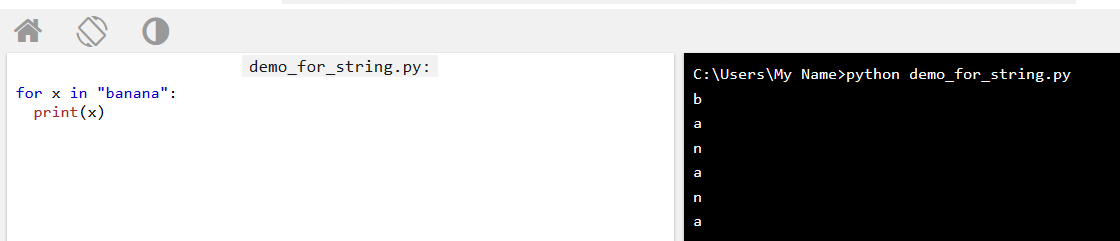 demo_for_string.py:
for x in "banana":
  print(x)
C:\Users\My Name>python demo_for_string.py
b
a
n
a
n
a